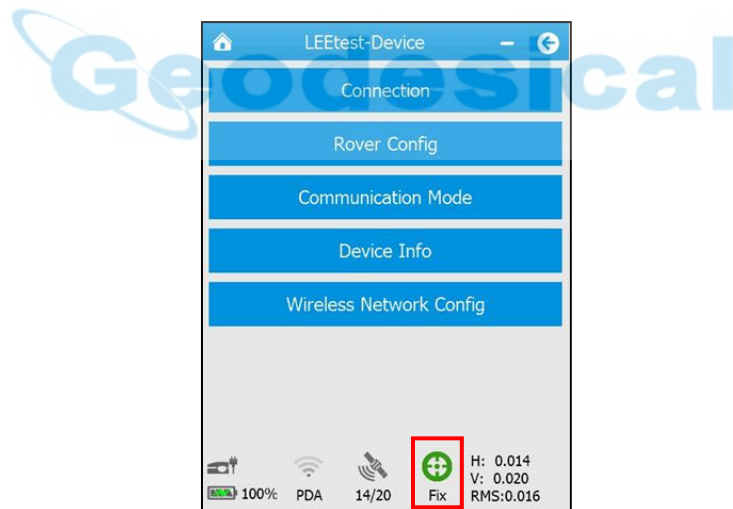 Geodesical
LEEtest-Device
Connection
Rover Config
Communication Mode
Device Info
Wireless Network Config
H: 0.014
V: 0.020
100% PDA 14/20 Fix RMS:0.016